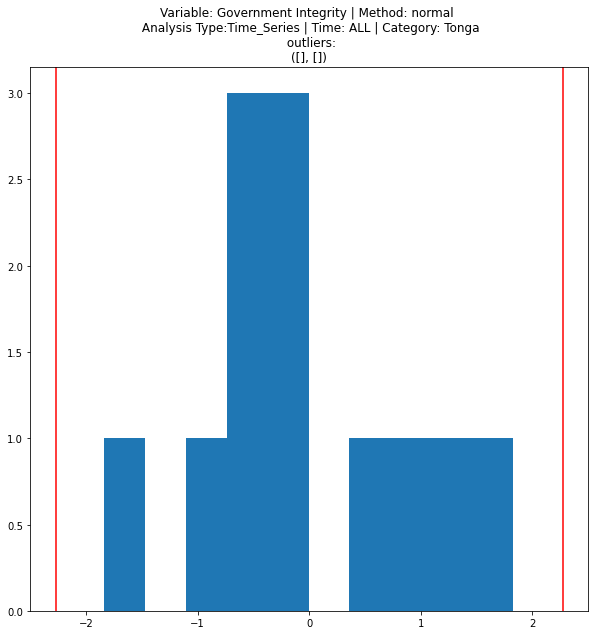 Variable: Government Integrity | Method: normal
Analysis Type:Time_Series | Time: ALL | Category: Tonga
outliers:
([], [])
3.0
2.5
2.0
1.5
1.0
0.5
0.0
−2 −1 0 1 2